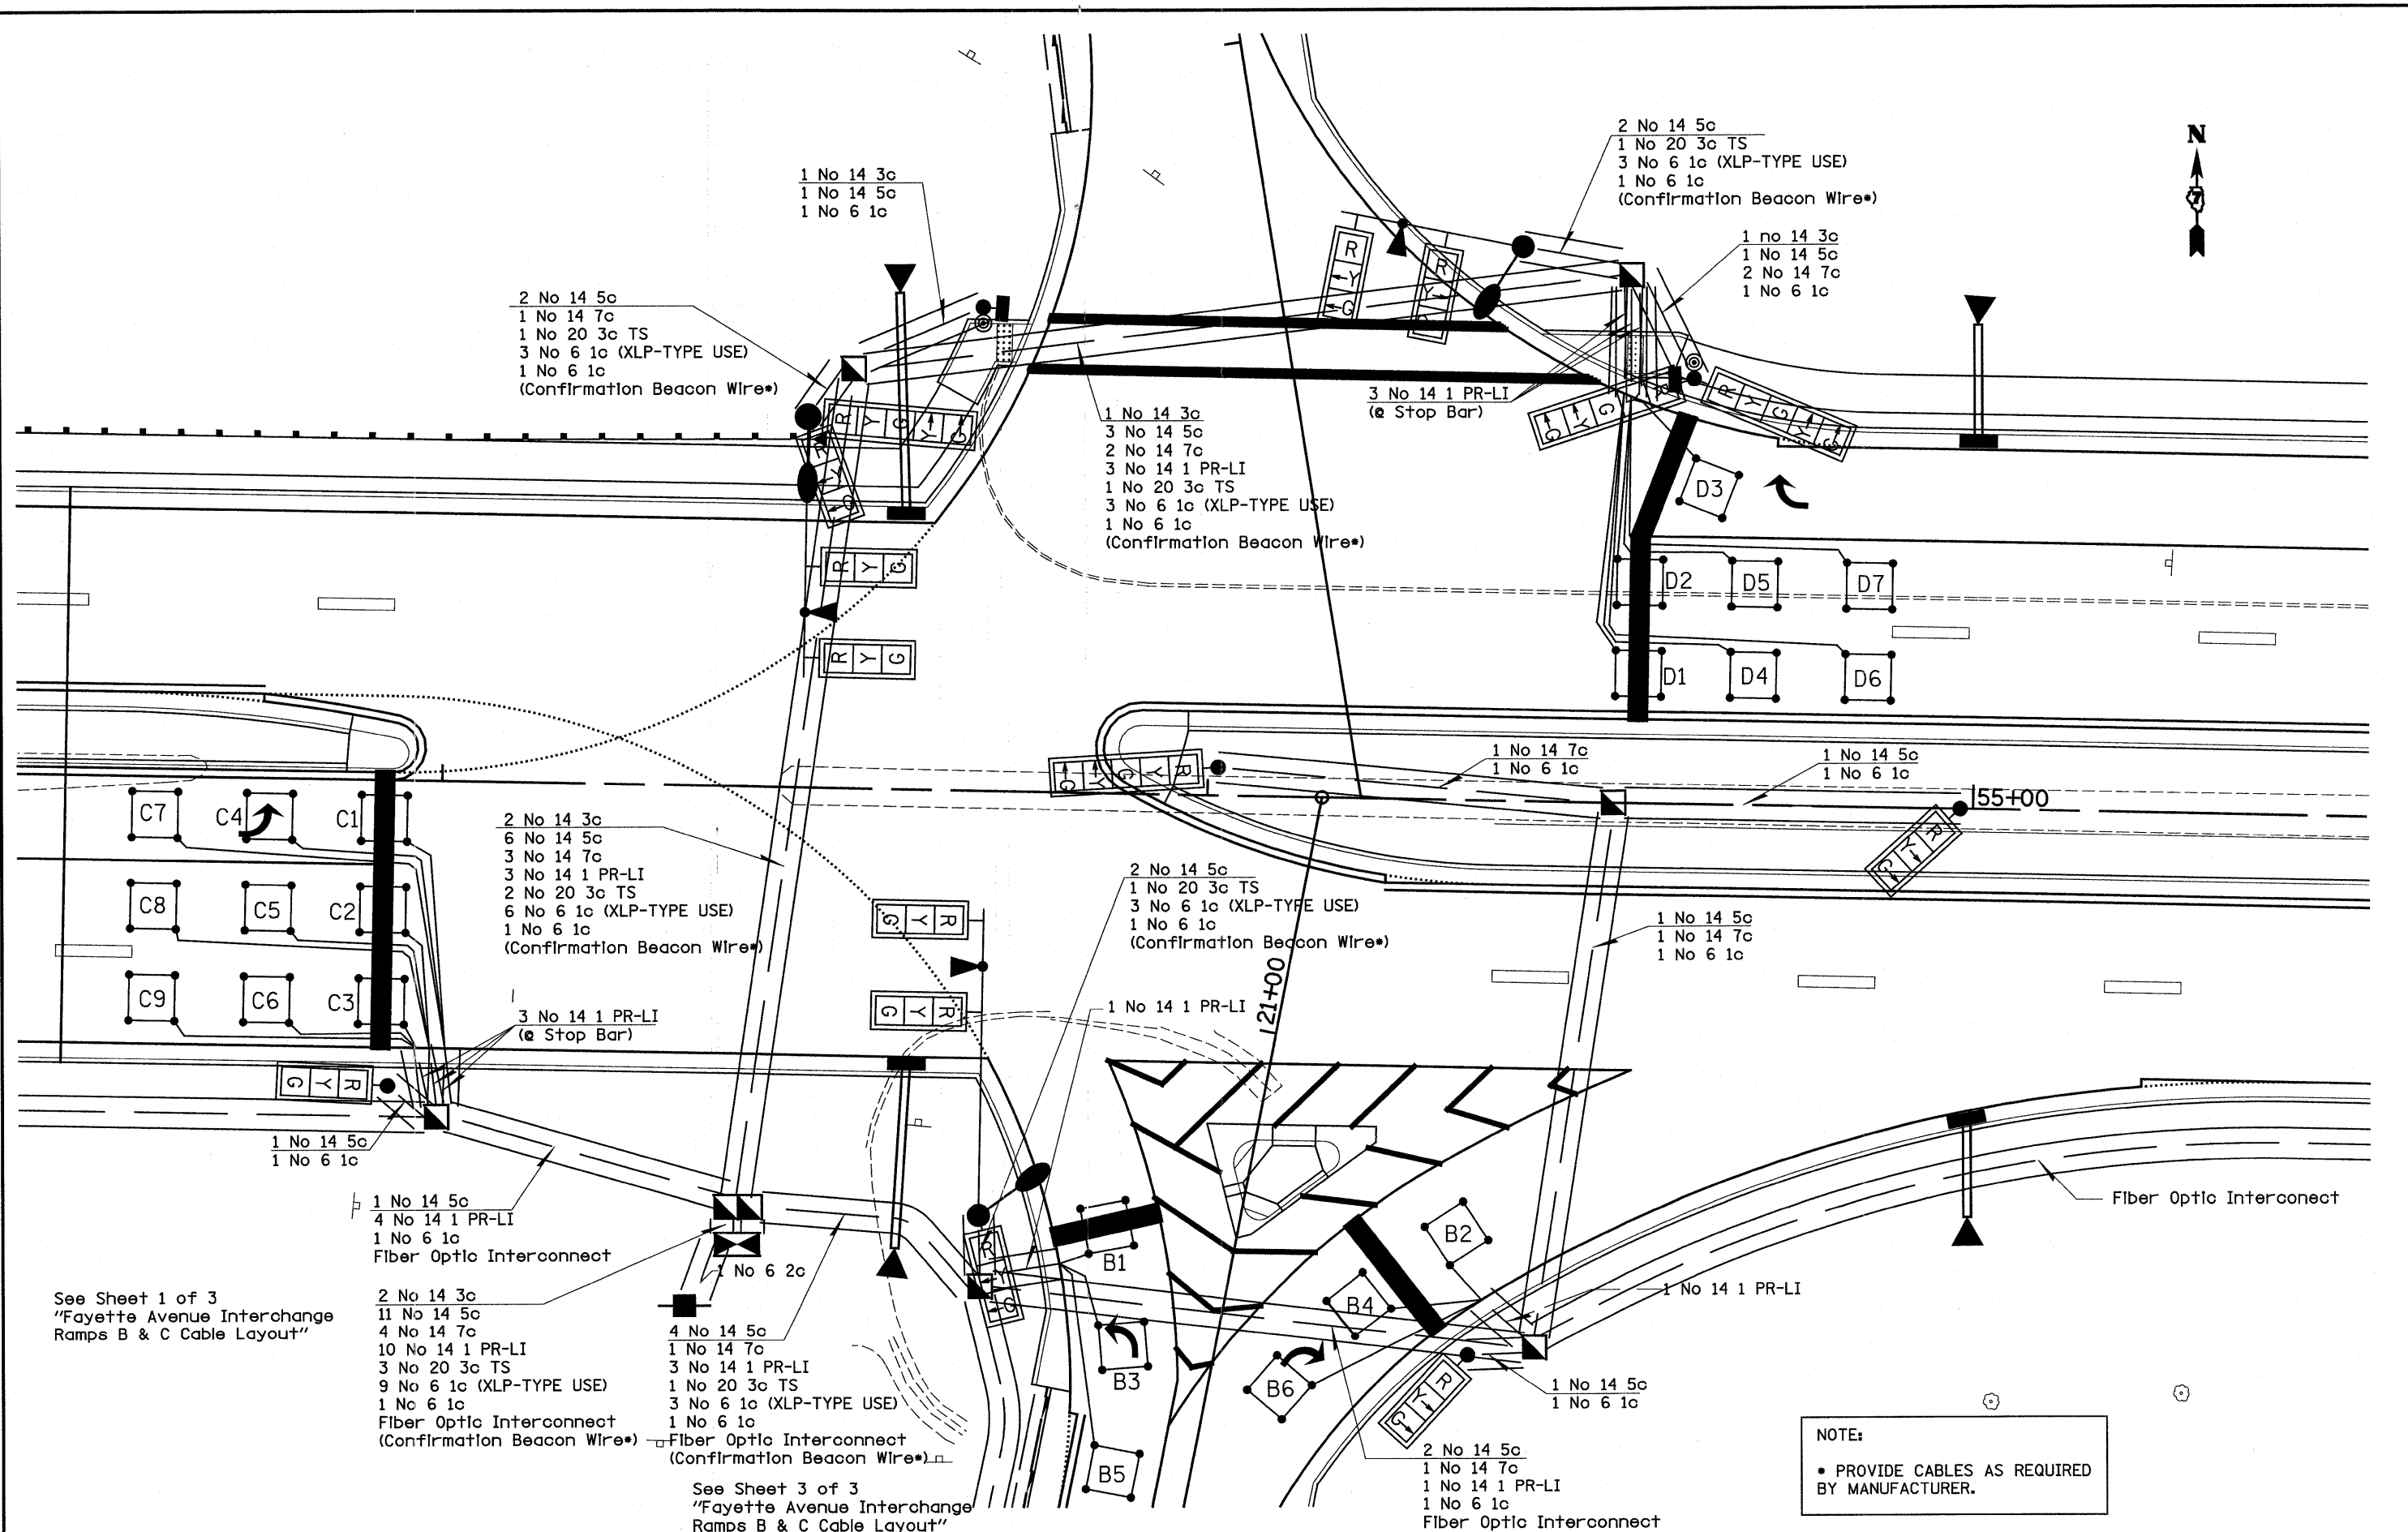 N
7
2 No 14 5c
1 No 20 3c TS
3 No 6 1c (XLP-TYPE USE)
1 No 6 1c
(Confirmation Beacon Wire*)
1 No 14 3c
1 No 14 5c
1 No 6 1c
1 no 14 3c
1 No 14 5c
2 No 14 7c
1 No 6 1c
2 No 14 5c
1 No 14 7c
1 No 20 3c TS
3 No 6 1c (XLP-TYPE USE)
1 No 6 1c
(Confirmation Beacon Wire*)
R Y G
R Y
R Y G Y G
R Y G
3 No 14 1 PR-LI
(@ Stop Bar)
R Y G Y G
G Y G
1 No 14 3c
3 No 14 5c
2 No 14 7c
3 No 14 1 PR-LI
1 No 20 3c TS
3 No 6 1c (XLP-TYPE USE)
1 No 6 1c
(Confirmation Beacon Wire*)
D3
R Y G
D2
D5
D7
R Y G
D1
D4
D6
G Y G Y R
1 No 14 7c
1 No 6 1c
1 No 14 5c
1 No 6 1c
55+00
R Y G
C7
C4
C1
C8
C5
C2
C9
C6
C3
2 No 14 3c
6 No 14 5c
3 No 14 7c
3 No 14 1 PR-LI
2 No 20 3c TS
6 No 6 1c (XLP-TYPE USE)
1 No 6 1c
(Confirmation Beacon Wire*)
2 No 14 5c
1 No 20 3c TS
3 No 6 1c (XLP-TYPE USE)
1 No 6 1c
(Confirmation Beacon Wire*)
G Y R
G Y R
1 No 14 5c
1 No 14 7c
1 No 6 1c
21+00
1 No 14 1 PR-LI
3 No 14 1 PR-LI
(@ Stop Bar)
G Y R
1 No 14 5c
1 No 6 1c
1 No 14 5c
4 No 14 1 PR-LI
1 No 6 1c
Fiber Optic Interconnect
Fiber Optic Interconect
1 No 6 2c
R Y G
B1
B2
B4
B3
B6
B5
1 No 14 1 PR-LI
R Y G
See Sheet 1 of 3
"Fayette Avenue Interchange
Ramps B & C Cable Layout"
2 No 14 3c
11 No 14 5c
4 No 14 7c
10 No 14 1 PR-LI
3 No 20 3c TS
9 No 6 1c (XLP-TYPE USE)
1 No 6 1c
Fiber Optic Interconnect
(Confirmation Beacon Wire*)
4 No 14 5c
1 No 14 7c
3 No 14 1 PR-LI
1 No 20 3c TS
3 No 6 1c (XLP-TYPE USE)
1 No 6 1c
Fiber Optic Interconnect
(Confirmation Beacon Wire*)
See Sheet 3 of 3
"Fayette Avenue Interchange
Ramps B & C Cable Layout"
1 No 14 5c
1 No 6 1c
2 No 14 5c
1 No 14 7c
1 No 14 1 PR-LI
1 No 6 1c
Fiber Optic Interconnect
NOTE:
* PROVIDE CABLES AS REQUIRED
BY MANUFACTURER.